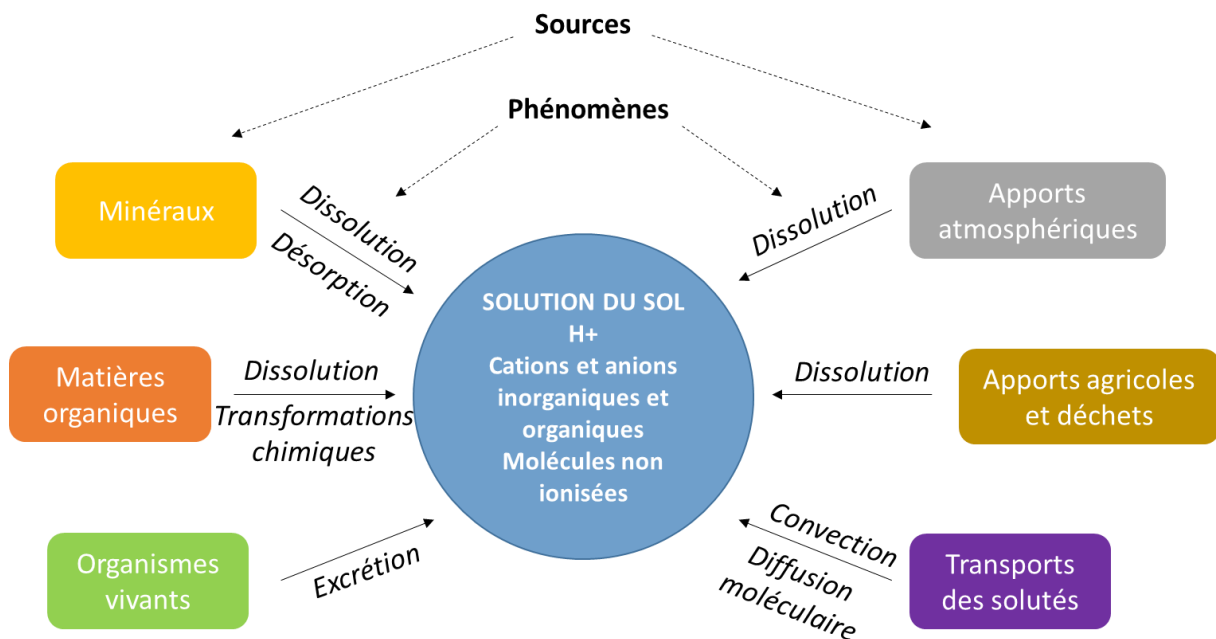 Sources
Phénomènes
Minéraux
Dissolution
Désorption
Apports
atmosphériques
Dissolution
SOLUTION DU SOL
H+
Cations et anions
inorganiques et
organiques
Molécules non
ionisées
Matières
organiques
Dissolution
Transformations
chimiques
Dissolution
Apports agricoles
et déchets
Organismes
vivants
Excrétion
Convection
Diffusion
moléculaire
Transports
des solutés